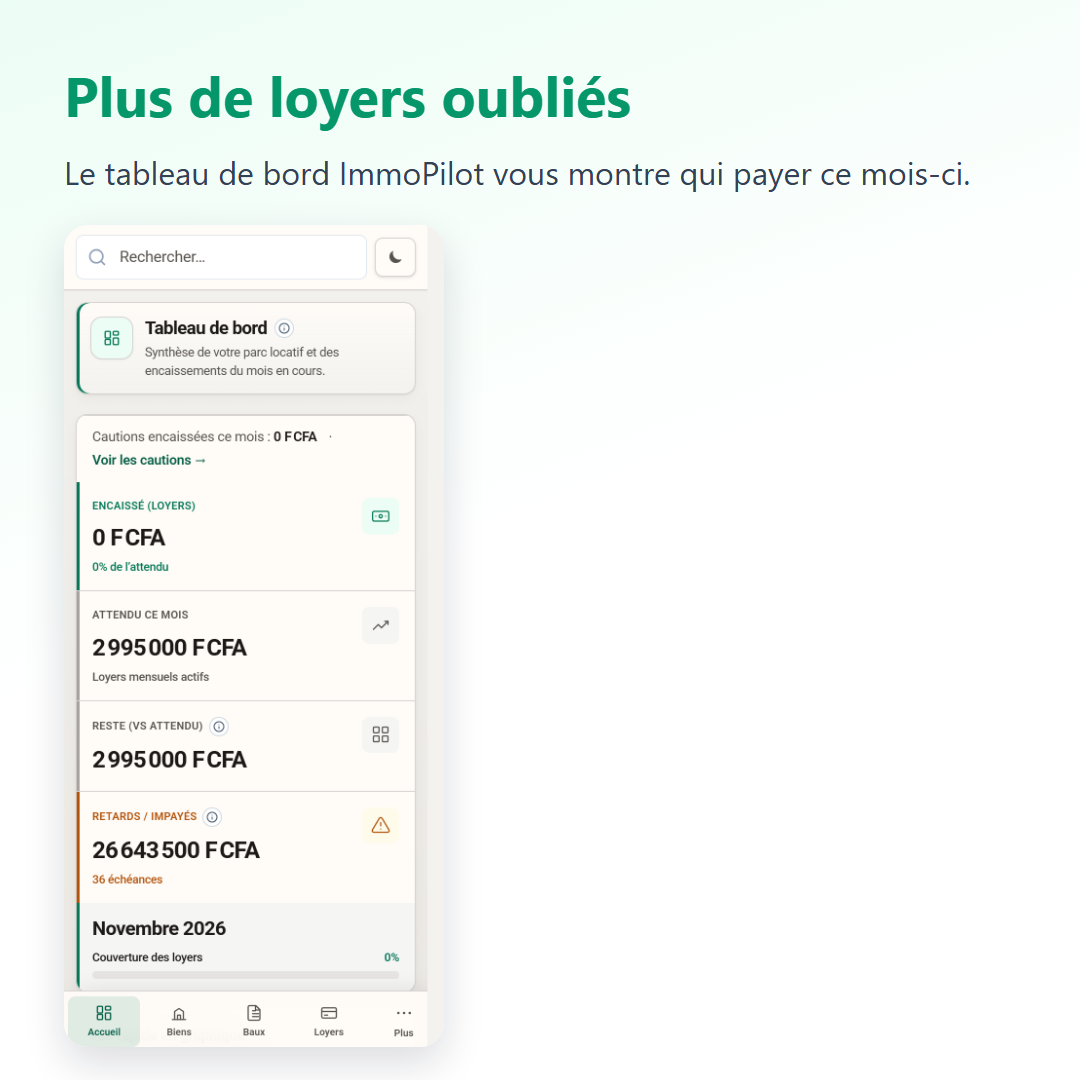 Plus de loyers oubliés
Le tableau de bord ImmoPilot vous montre qui payer ce mois-ci.
Rechercher...
Tableau de bord
Synthèse de votre parc locatif et des
encaissements du mois en cours.
Cautions encaissées ce mois : 0 FCFA ·
Voir les cautions →
ENCAISSÉ (LOYERS)
0 FCFA
0% de l'attendu
ATTENDU CE MOIS
2 995 000 FCFA
Loyers mensuels actifs
RESTE (VS ATTENDU)
2 995 000 FCFA
RETARDS / IMPAYÉS
26 643 500 FCFA
36 échéances
Novembre 2026
Couverture des loyers 0%
Accueil Biens Baux Loyers Plus